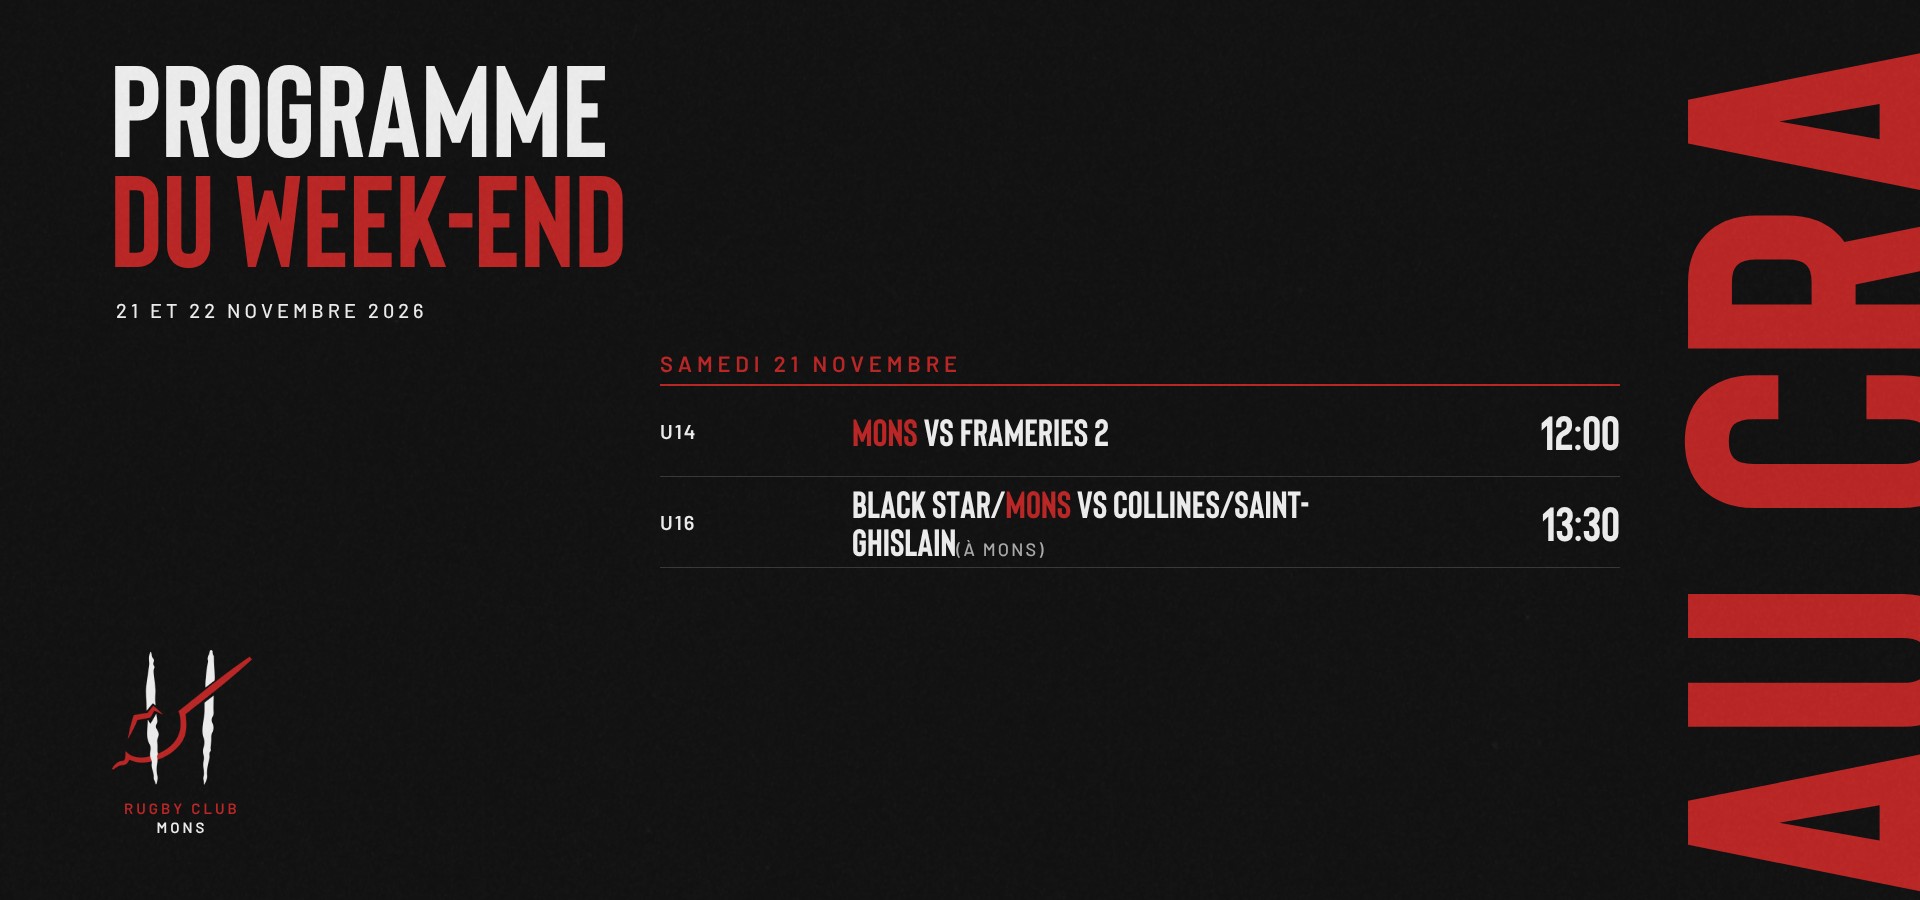 PROGRAMME
DU WEEK-END
21 ET 22 NOVEMBRE 2026
SAMEDI 21 NOVEMBRE
U14 MONS VS FRAMERIES 2 12:00
U16 BLACK STAR/MONS VS COLLINES/SAINT-
GHISLAIN(À MONS) 13:30
RUGBY CLUB
MONS
AU CRA